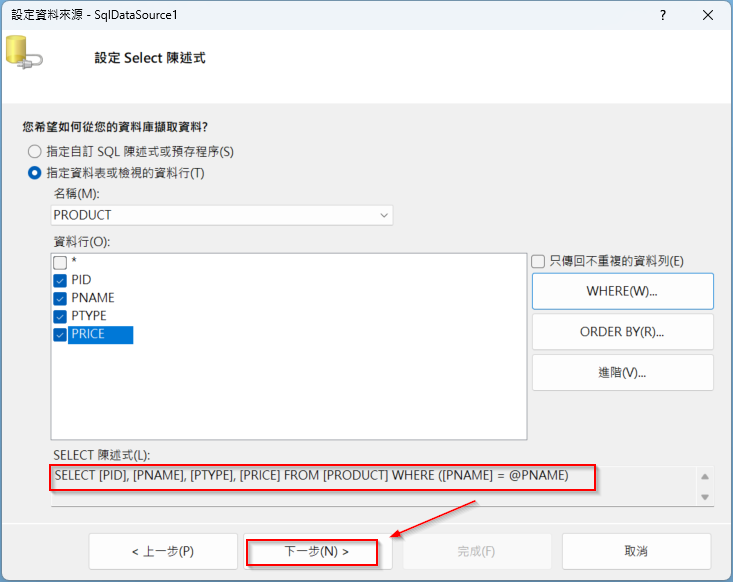 設定資料來源 - SqlDataSource1
?
設定 Select 陳述式
您希望如何從您的資料庫擷取資料?
指定自訂 SQL 陳述式或預存程序(S)
指定資料表或檢視的資料行(T)
名稱(M):
PRODUCT
資料行(O):
*
PID
PNAME
PTYPE
PRICE
只傳回不重複的資料列(E)
WHERE(W)...
ORDER BY(R)...
進階(V)...
SELECT 陳述式(L):
SELECT [PID], [PNAME], [PTYPE], [PRICE] FROM [PRODUCT] WHERE ([PNAME] = @PNAME)
< 上一步(P)
下一步(N) >
完成(F)
取消